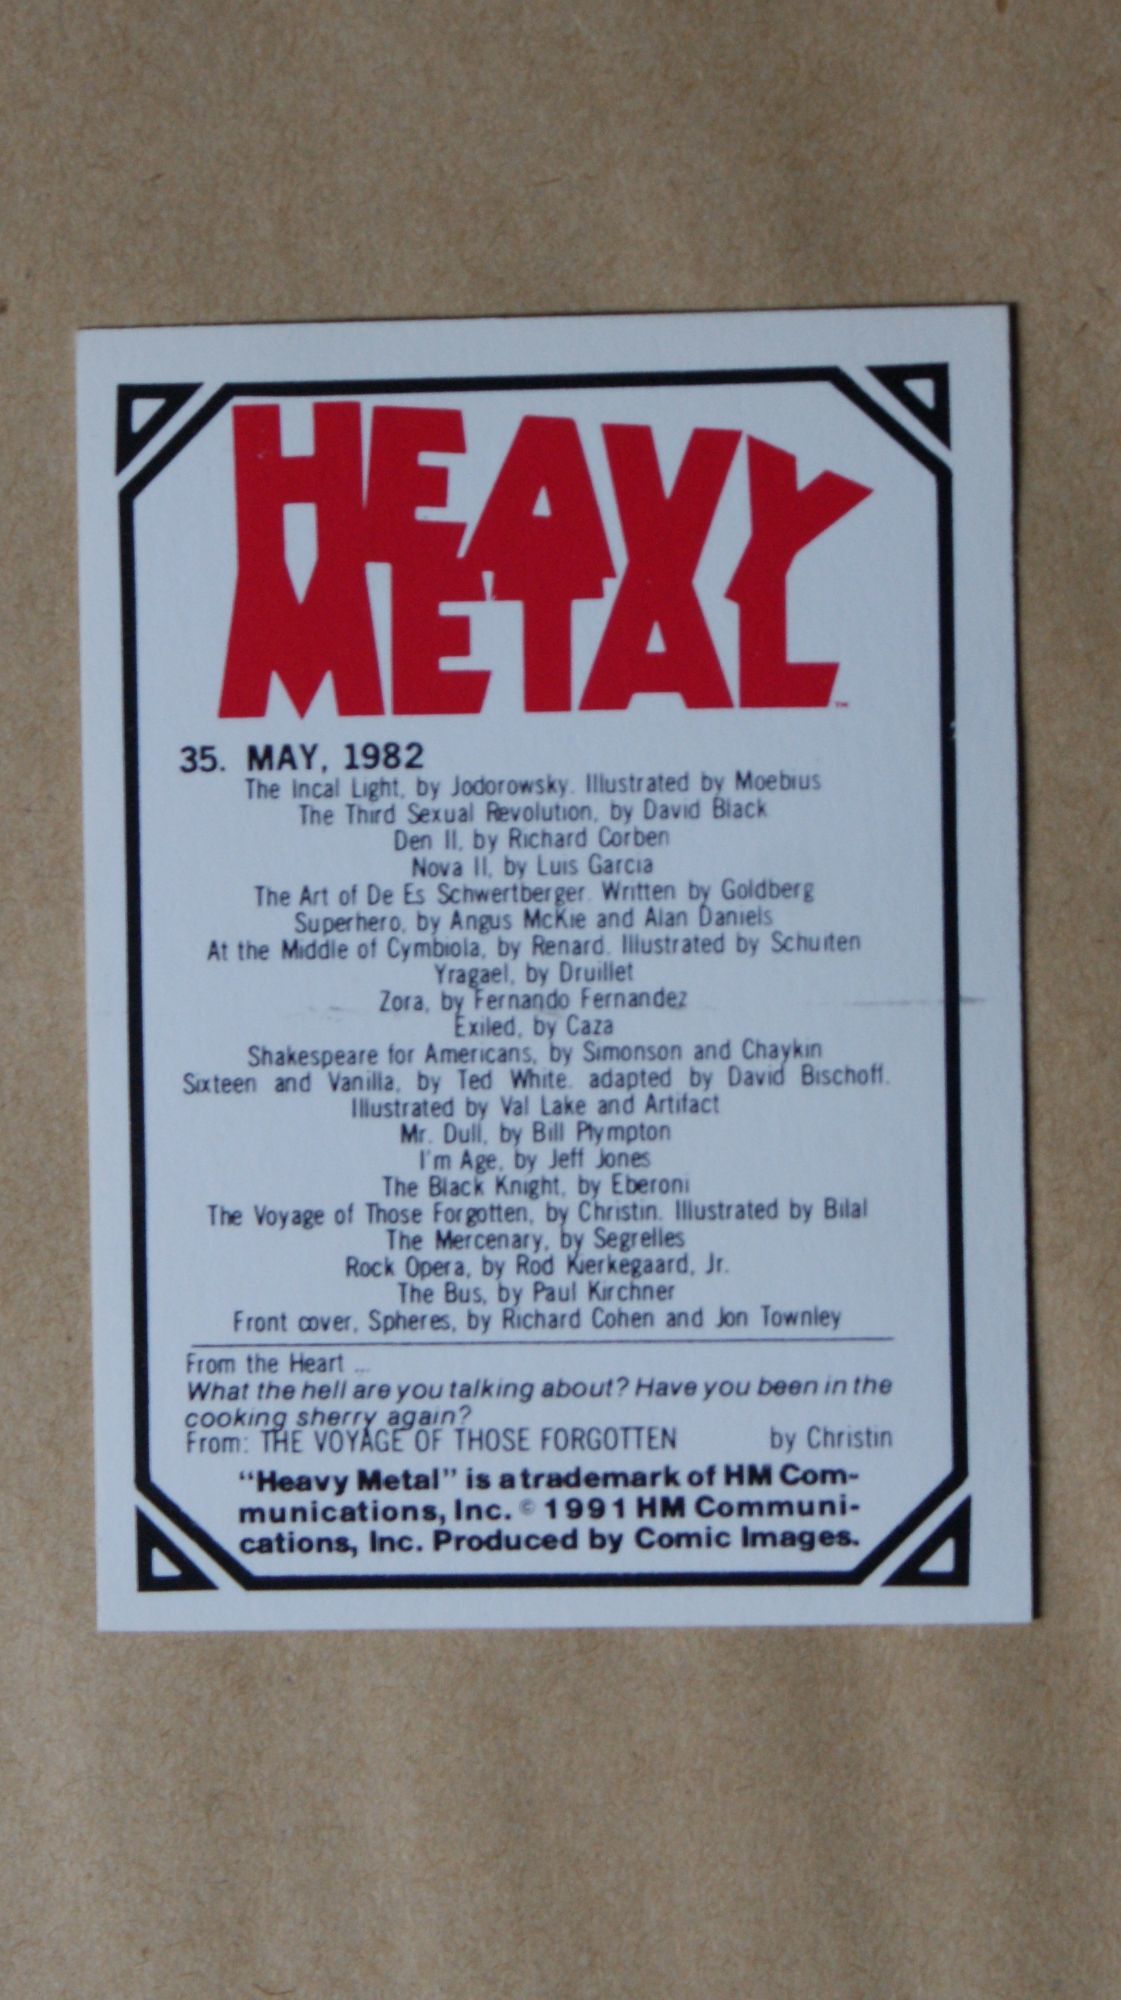 HEAVY
METAL™
35. MAY, 1982
The Incal Light, by Jodorowsky. Illustrated by Moebius
The Third Sexual Revolution, by David Black
Den II, by Richard Corben
Nova II, by Luis Garcia
The Art of De Es Schwertberger. Written by Goldberg
Superhero, by Angus McKie and Alan Daniels
At the Middle of Cymbiola, by Renard. Illustrated by Schuiten
Yragael, by Druillet
Zora, by Fernando Fernandez
Exiled, by Caza
Shakespeare for Americans, by Simonson and Chaykin
Sixteen and Vanilla, by Ted White. adapted by David Bischoff.
Illustrated by Val Lake and Artifact
Mr. Dull, by Bill Plympton
I'm Age, by Jeff Jones
The Black Knight, by Eberoni
The Voyage of Those Forgotten, by Christin. Illustrated by Bilal
The Mercenary, by Segrelles
Rock Opera, by Rod Kierkegaard, Jr.
The Bus, by Paul Kirchner
Front cover, Spheres, by Richard Cohen and Jon Townley
From the Heart ...
What the hell are you talking about? Have you been in the
cooking sherry again?
From: THE VOYAGE OF THOSE FORGOTTEN by Christin
"Heavy Metal" is a trademark of HM Com-
munications, Inc. © 1991 HM Communi-
cations, Inc. Produced by Comic Images.